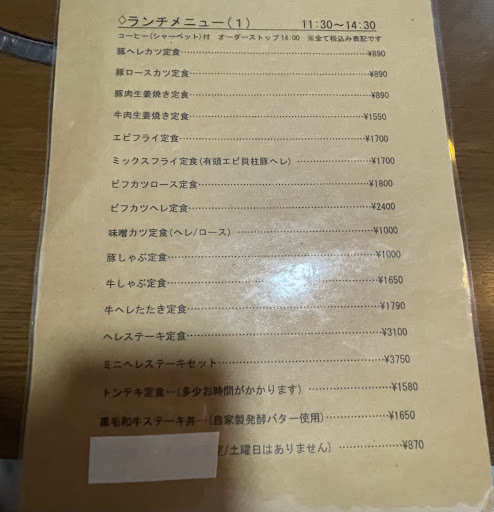 ◇ランチメニュー(1) 11:30～14:30
コーヒー(シャーベット)付 オーダーストップ14:00 ※全て税込み表記です
豚ヘレカツ定食…¥890
豚ロースカツ定食…¥890
豚肉生姜焼き定食…¥890
牛肉生姜焼き定食…¥1550
エビフライ定食…¥1700
ミックスフライ定食(有頭エビ貝柱豚ヘレ)…¥1700
ビフカツロース定食…¥1800
ビフカツヘレ定食…¥2400
味噌カツ定食(ヘレ/ロース)…¥1000
豚しゃぶ定食…¥1000
牛しゃぶ定食…¥1650
牛ヘレたたき定食…¥1790
ヘレステーキ定食…¥3100
ミニヘレステーキセット…¥3750
トンテキ定食…(多少お時間がかかります)…¥1580
黒毛和牛ステーキ丼…(自家製発酵バター使用)…¥1650
/土曜日はありません)…¥870